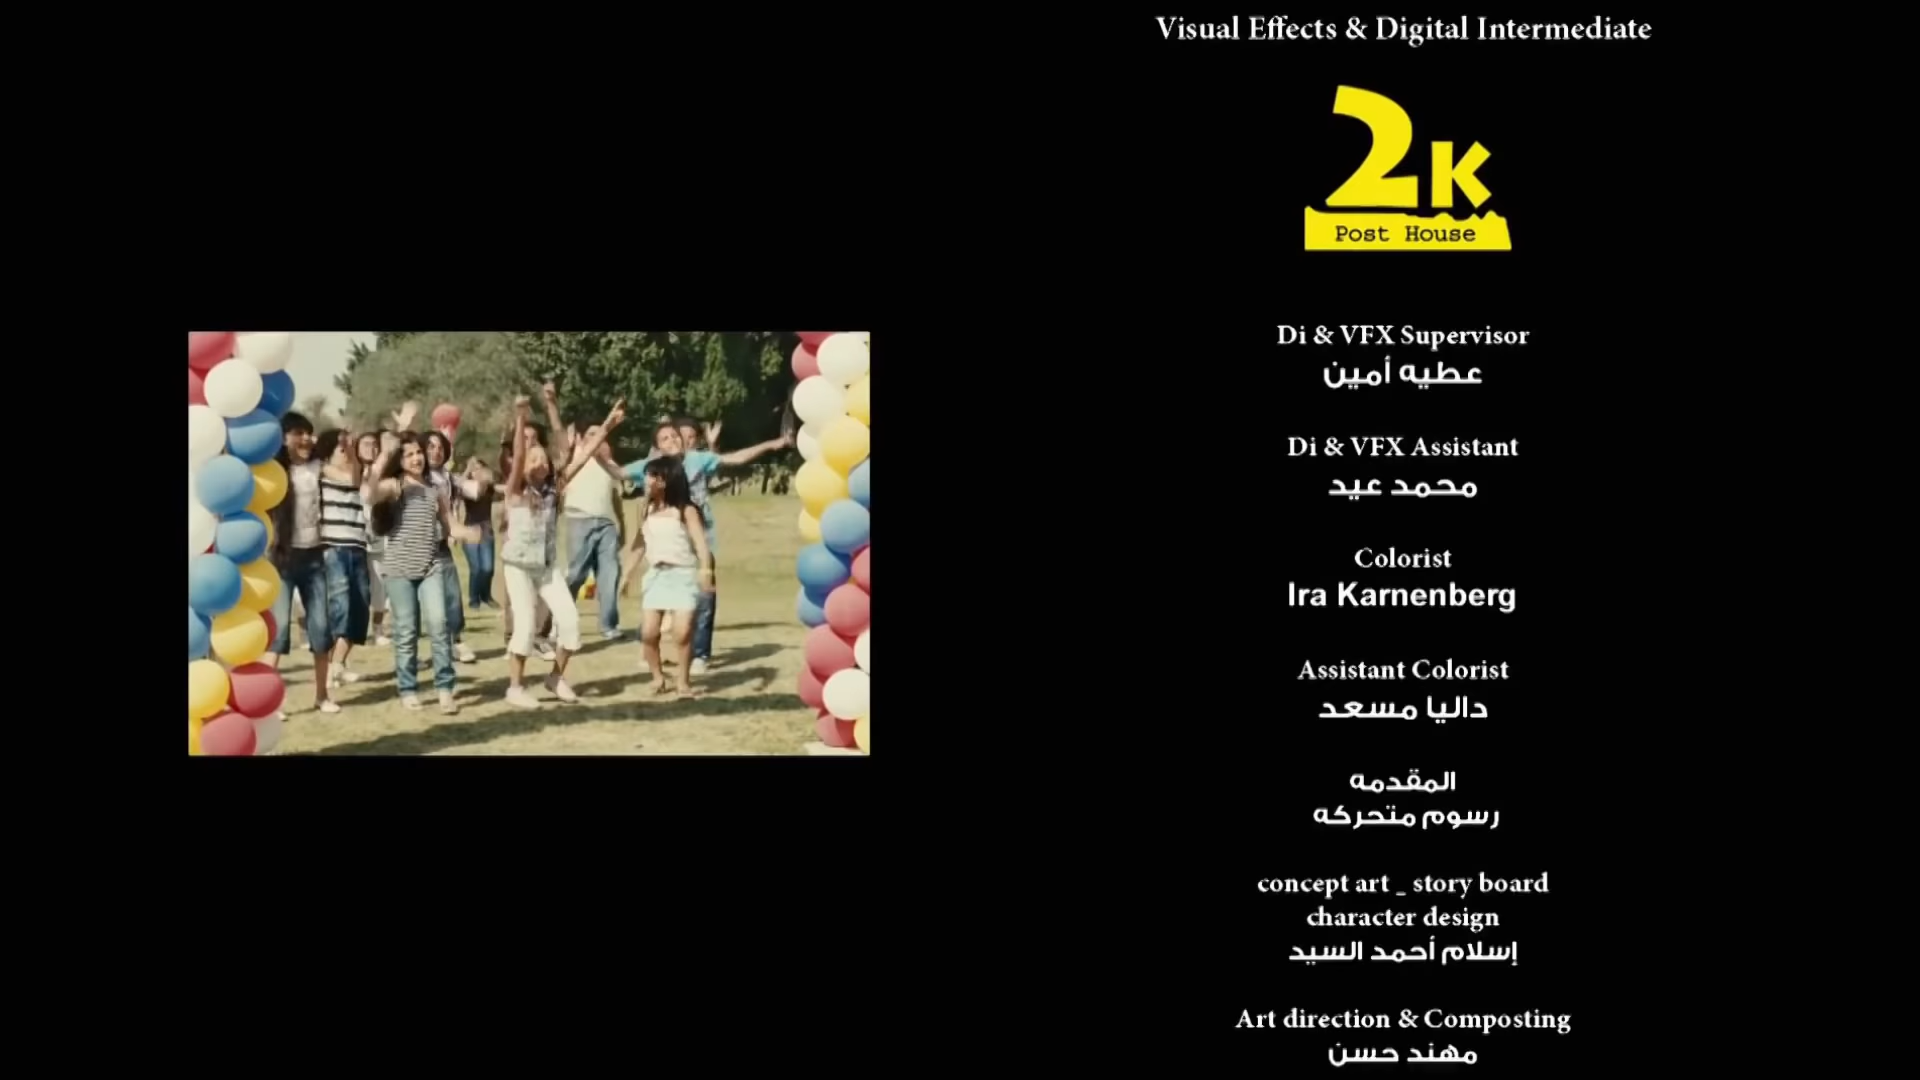 Visual Effects & Digital Intermediate
2K
Post House
Di & VFX Supervisor
عطيه أمين
Di & VFX Assistant
محمد عيد
Colorist
Ira Karnenberg
Assistant Colorist
داليا مسعد
المقدمه
رسوم متحركه
concept art _ story board
character design
إسلام أحمد السيد
Art direction & Composting
مهند حسن